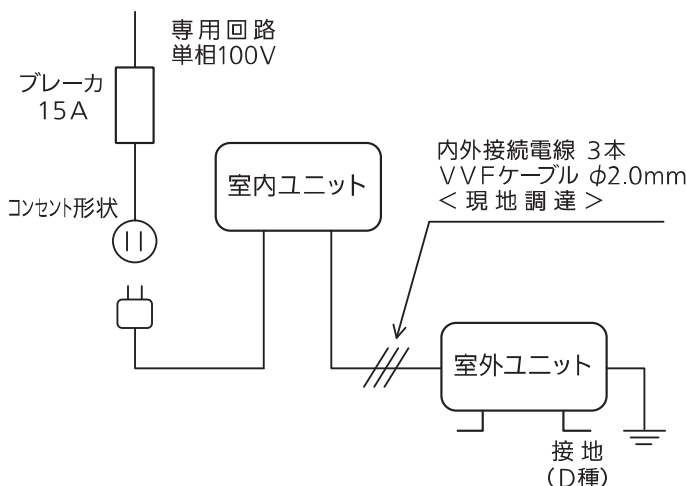 専用回路
単相100V
ブレーカ
15A
コンセント形状
室内ユニット
内外接続電線 3本
VVFケーブル φ2.0mm
<現地調達>
室外ユニット
接地
(D種)